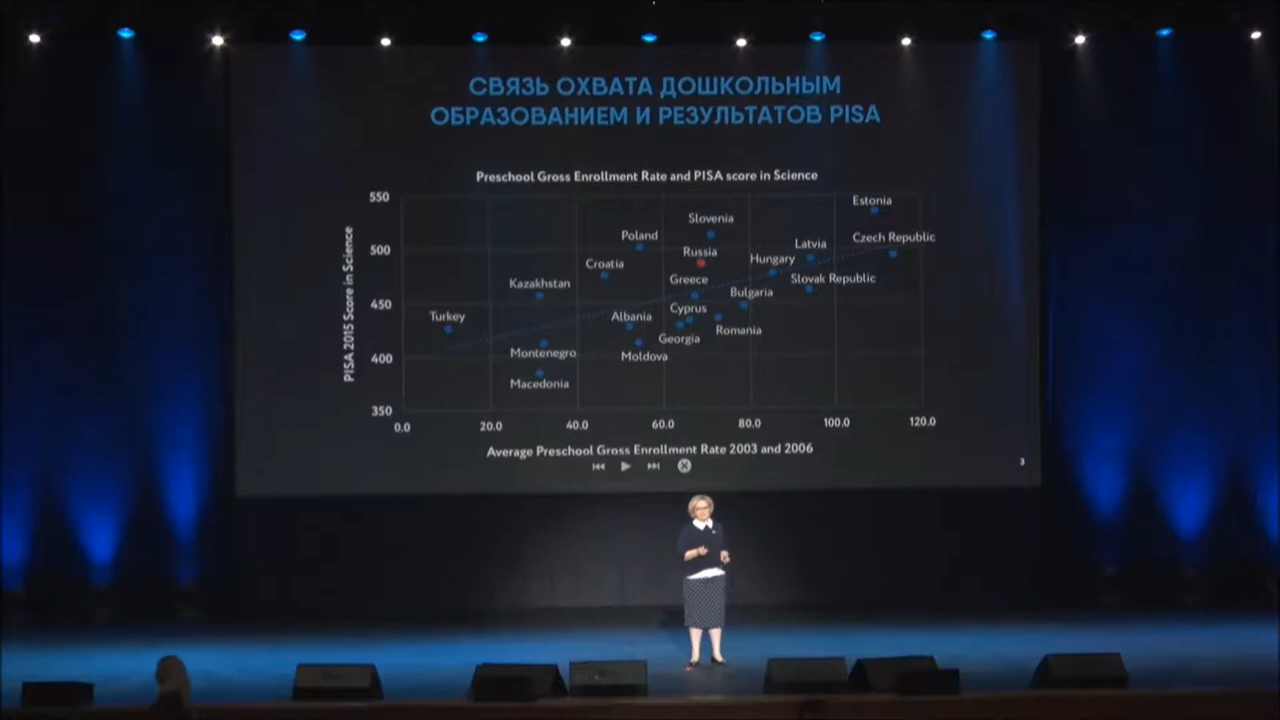 СВЯЗЬ ОХВАТА ДОШКОЛЬНЫМ
ОБРАЗОВАНИЕМ И РЕЗУЛЬТАТОВ PISA
Preschool Gross Enrollment Rate and PISA score in Science
PISA 2015 Score in Science
550
500
450
400
350
Estonia
Slovenia
Poland
Czech Republic
Latvia
Russia
Hungary
Croatia
Slovak Republic
Greece
Kazakhstan
Bulgaria
Cyprus
Turkey
Albania
Romania
Georgia
Montenegro
Moldova
Macedonia
0.0 20.0 40.0 60.0 80.0 100.0 120.0
Average Preschool Gross Enrollment Rate 2003 and 2006
3